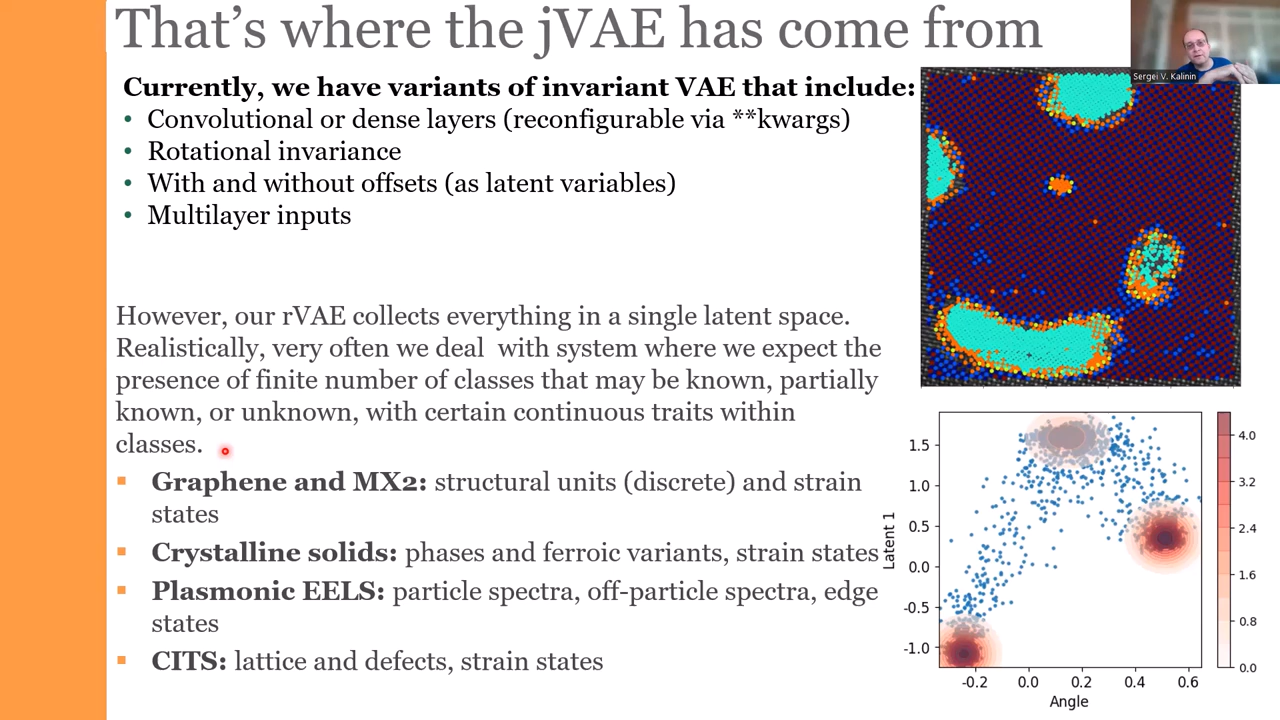 That's where the jVAE has come from
Sergei V. Kalinin
Currently, we have variants of invariant VAE that include:
• Convolutional or dense layers (reconfigurable via **kwargs)
• Rotational invariance
• With and without offsets (as latent variables)
• Multilayer inputs
However, our rVAE collects everything in a single latent space.
Realistically, very often we deal with system where we expect the
presence of finite number of classes that may be known, partially
known, or unknown, with certain continuous traits within
classes.
▪ Graphene and MX2: structural units (discrete) and strain
states
▪ Crystalline solids: phases and ferroic variants, strain states
▪ Plasmonic EELS: particle spectra, off-particle spectra, edge
states
▪ CITS: lattice and defects, strain states
Latent 1
1.5
1.0
0.5
0.0
-0.5
-1.0
-0.2 0.0 0.2 0.4 0.6
Angle
4.0
3.2
2.4
1.6
0.8
0.0